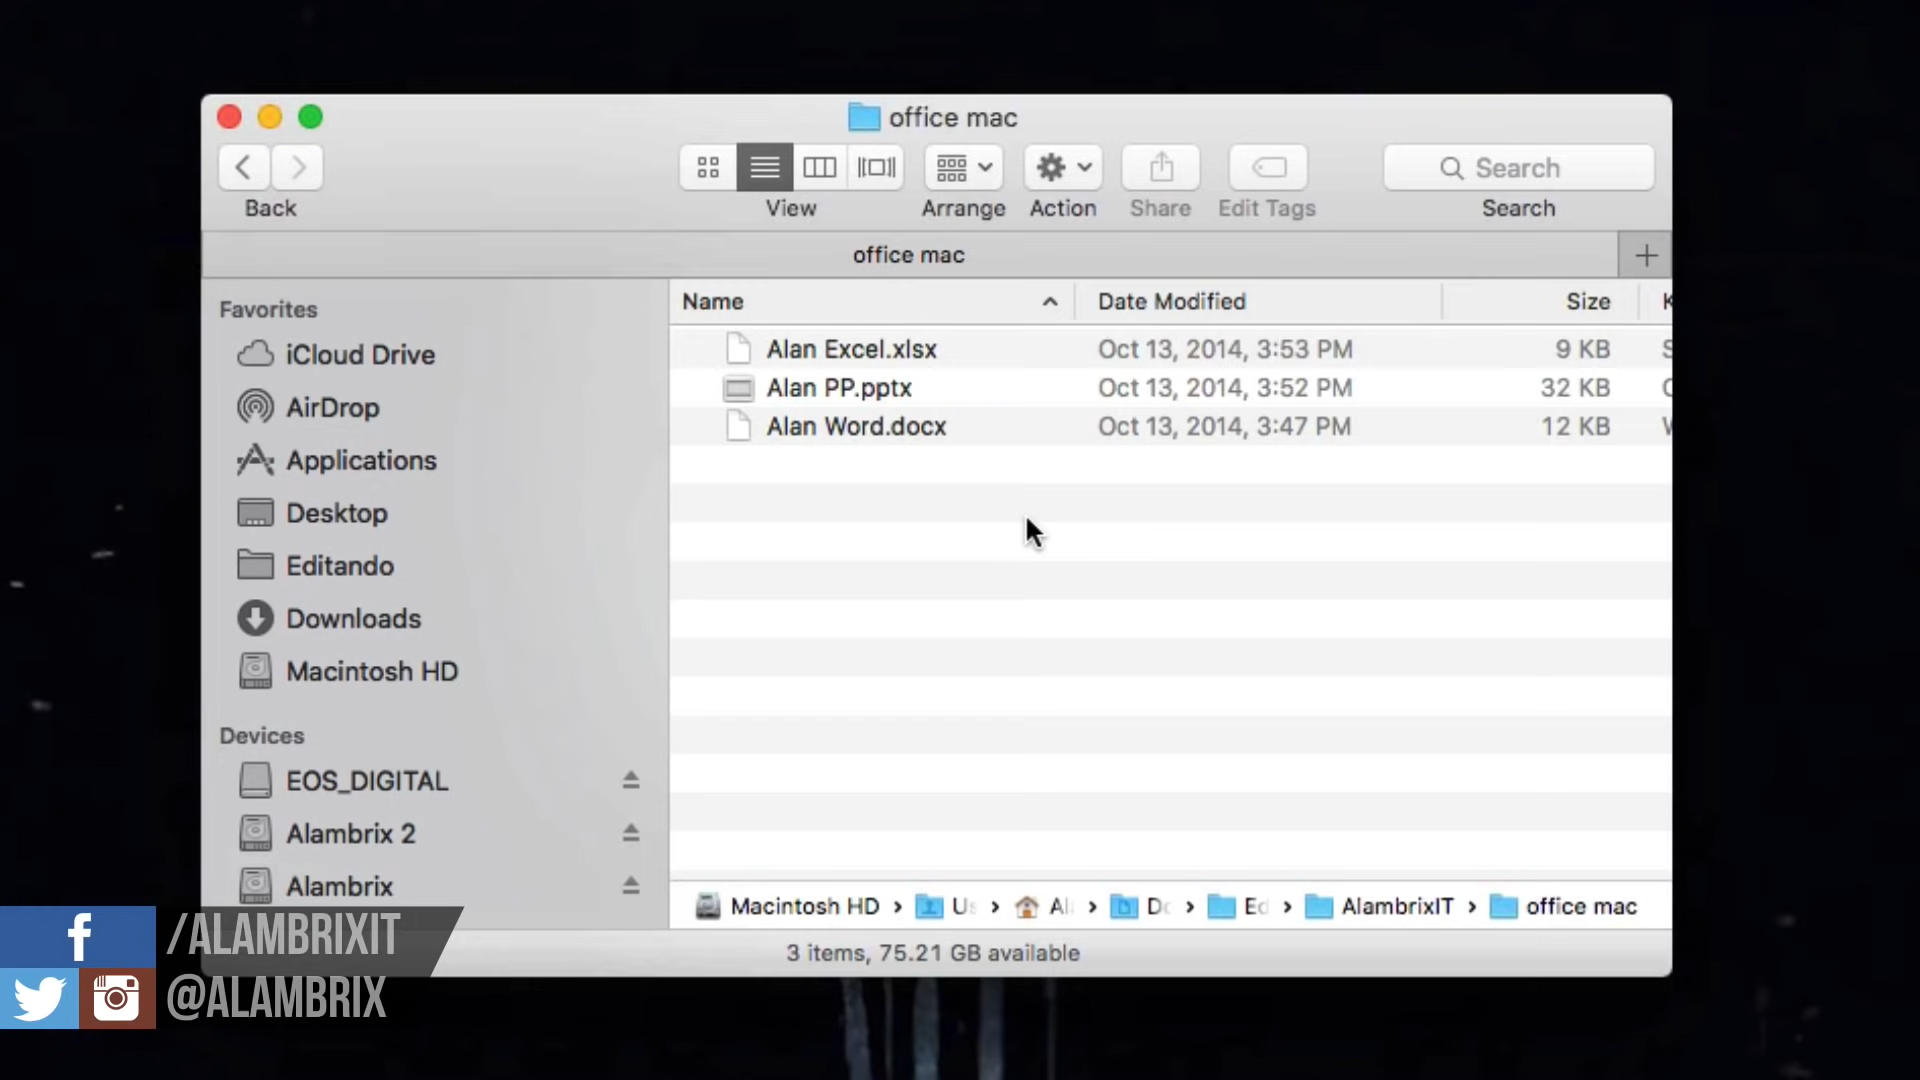 office mac
Back
View
Arrange
Action
Share
Edit Tags
Search
Search
office mac
Favorites
iCloud Drive
AirDrop
Applications
Desktop
Editando
Downloads
Macintosh HD
Devices
EOS_DIGITAL
Alambrix 2
Alambrix
Name Date Modified Size
Alan Excel.xlsx Oct 13, 2014, 3:53 PM 9 KB
Alan PP.pptx Oct 13, 2014, 3:52 PM 32 KB
Alan Word.docx Oct 13, 2014, 3:47 PM 12 KB
Macintosh HD › Us › Al › Do › Ed › AlambrixIT › office mac
3 items, 75.21 GB available
/ALAMBRIXIT
@ALAMBRIX